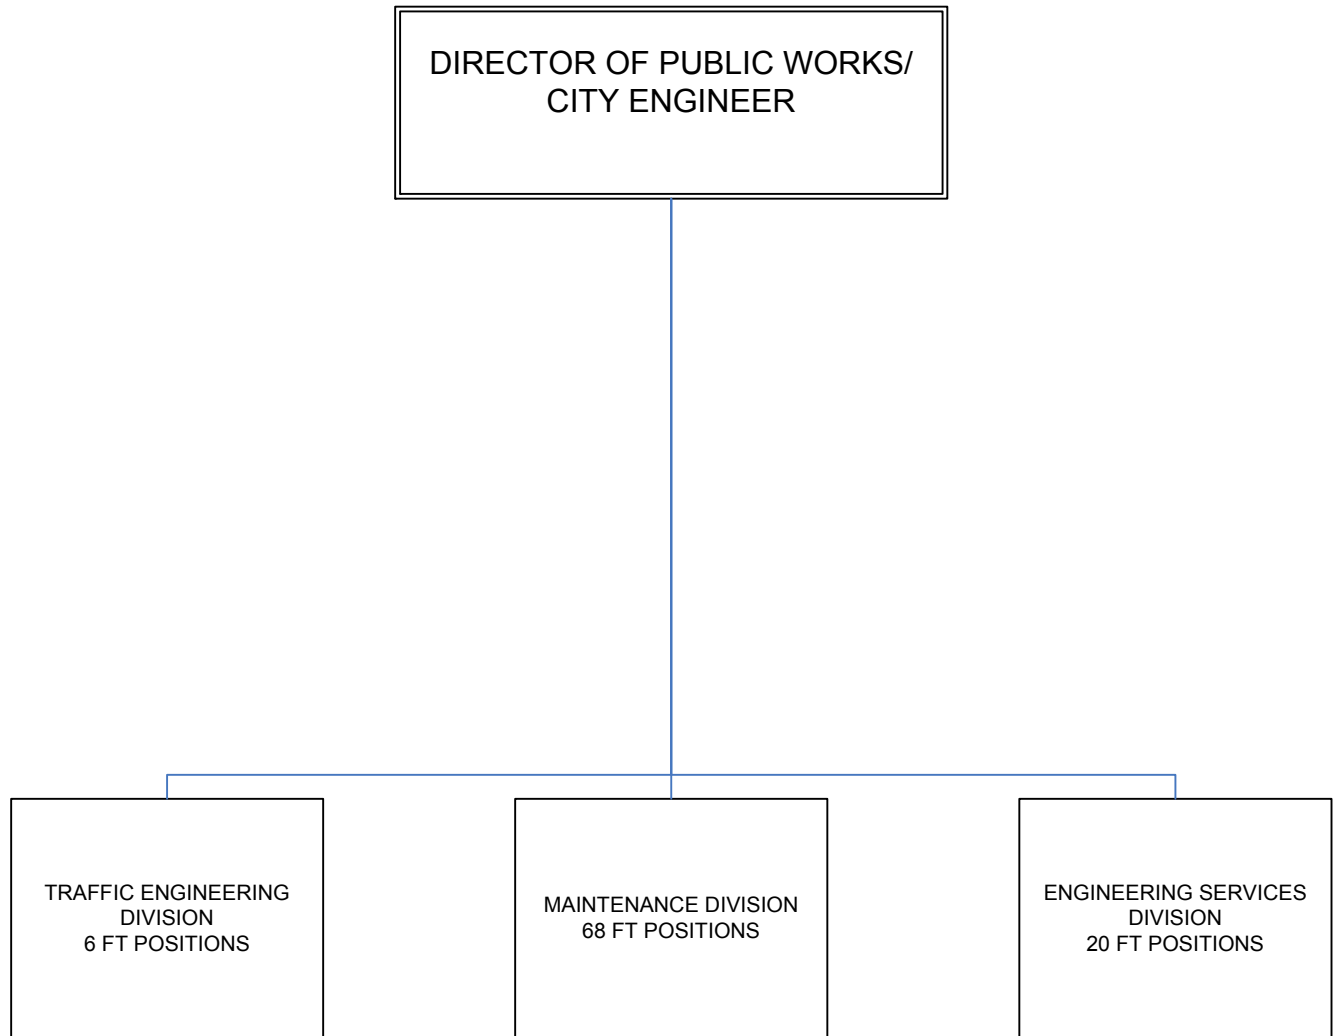 DIRECTOR OF PUBLIC WORKS/
CITY ENGINEER
TRAFFIC ENGINEERING
DIVISION
6 FT POSITIONS
MAINTENANCE DIVISION
68 FT POSITIONS
ENGINEERING SERVICES
DIVISION
20 FT POSITIONS